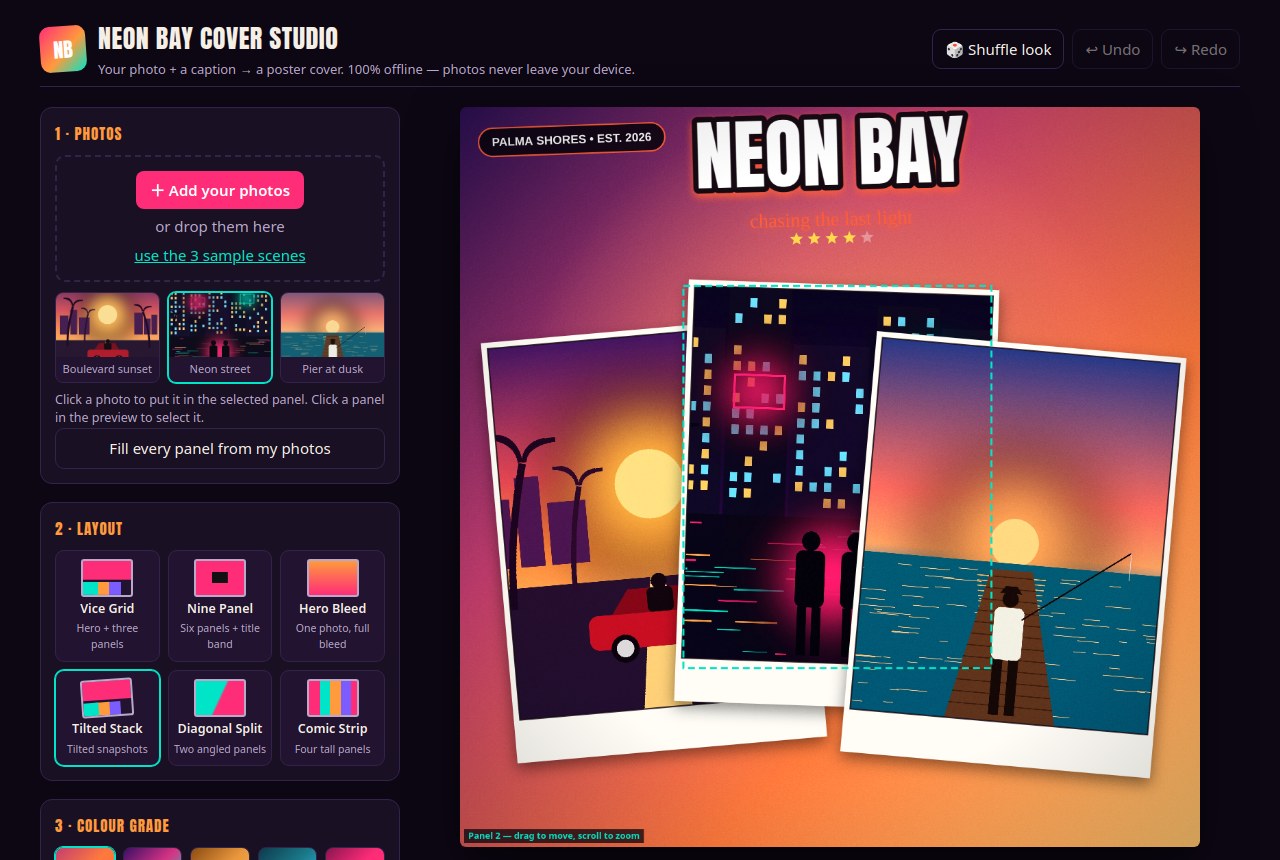 NB
NEON BAY COVER STUDIO
Your photo + a caption → a poster cover. 100% offline — photos never leave your device.
🎲 Shuffle look
↩ Undo
↪ Redo
1 · PHOTOS
+ Add your photos
or drop them here
use the 3 sample scenes
Boulevard sunset
Neon street
Pier at dusk
Click a photo to put it in the selected panel. Click a panel
in the preview to select it.
Fill every panel from my photos
2 · LAYOUT
Vice Grid
Hero + three
panels
Nine Panel
Six panels + title
band
Hero Bleed
One photo, full
bleed
Tilted Stack
Tilted snapshots
Diagonal Split
Two angled panels
Comic Strip
Four tall panels
3 · COLOUR GRADE
PALMA SHORES • EST. 2026
NEON BAY
chasing the last light
Panel 2 — drag to move, scroll to zoom